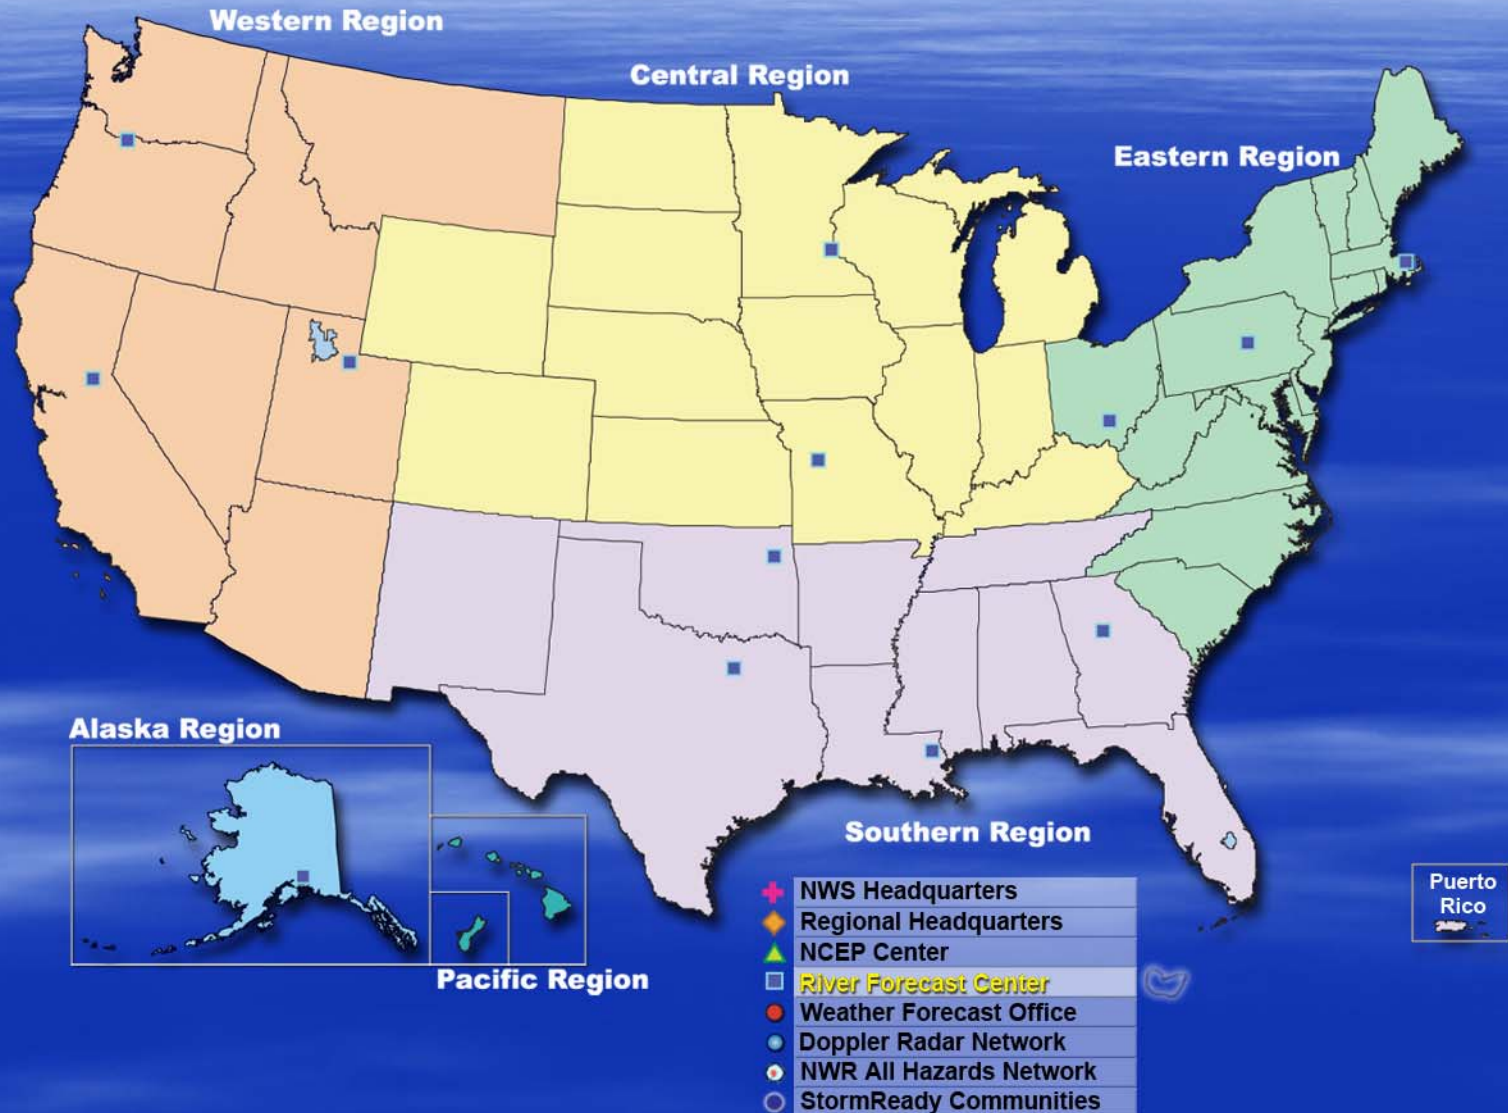 Western Region
Central Region
Eastern Region
Alaska Region
Southern Region
Pacific Region
Puerto
Rico
NWS Headquarters
Regional Headquarters
NCEP Center
River Forecast Center
Weather Forecast Office
Doppler Radar Network
NWR All Hazards Network
StormReady Communities